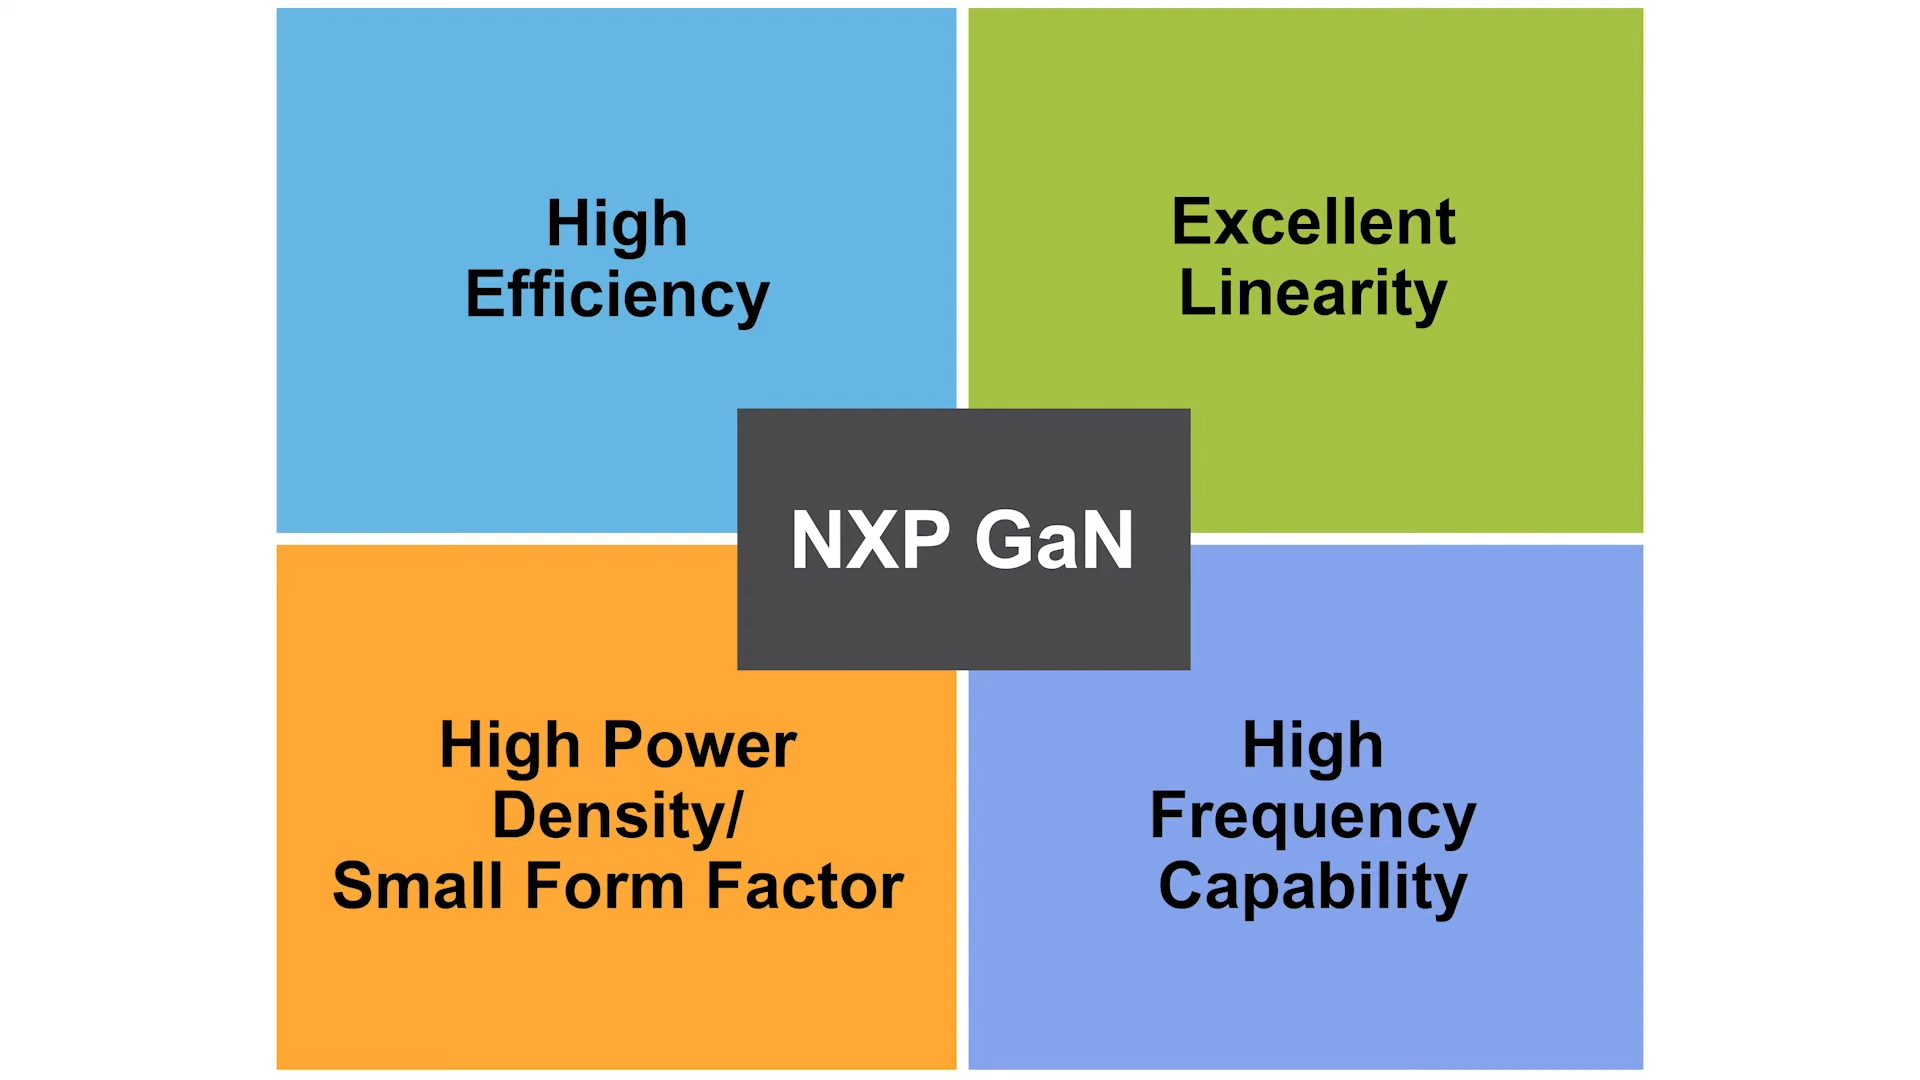 High
Efficiency
Excellent
Linearity
NXP GaN
High Power
Density/
Small Form Factor
High
Frequency
Capability